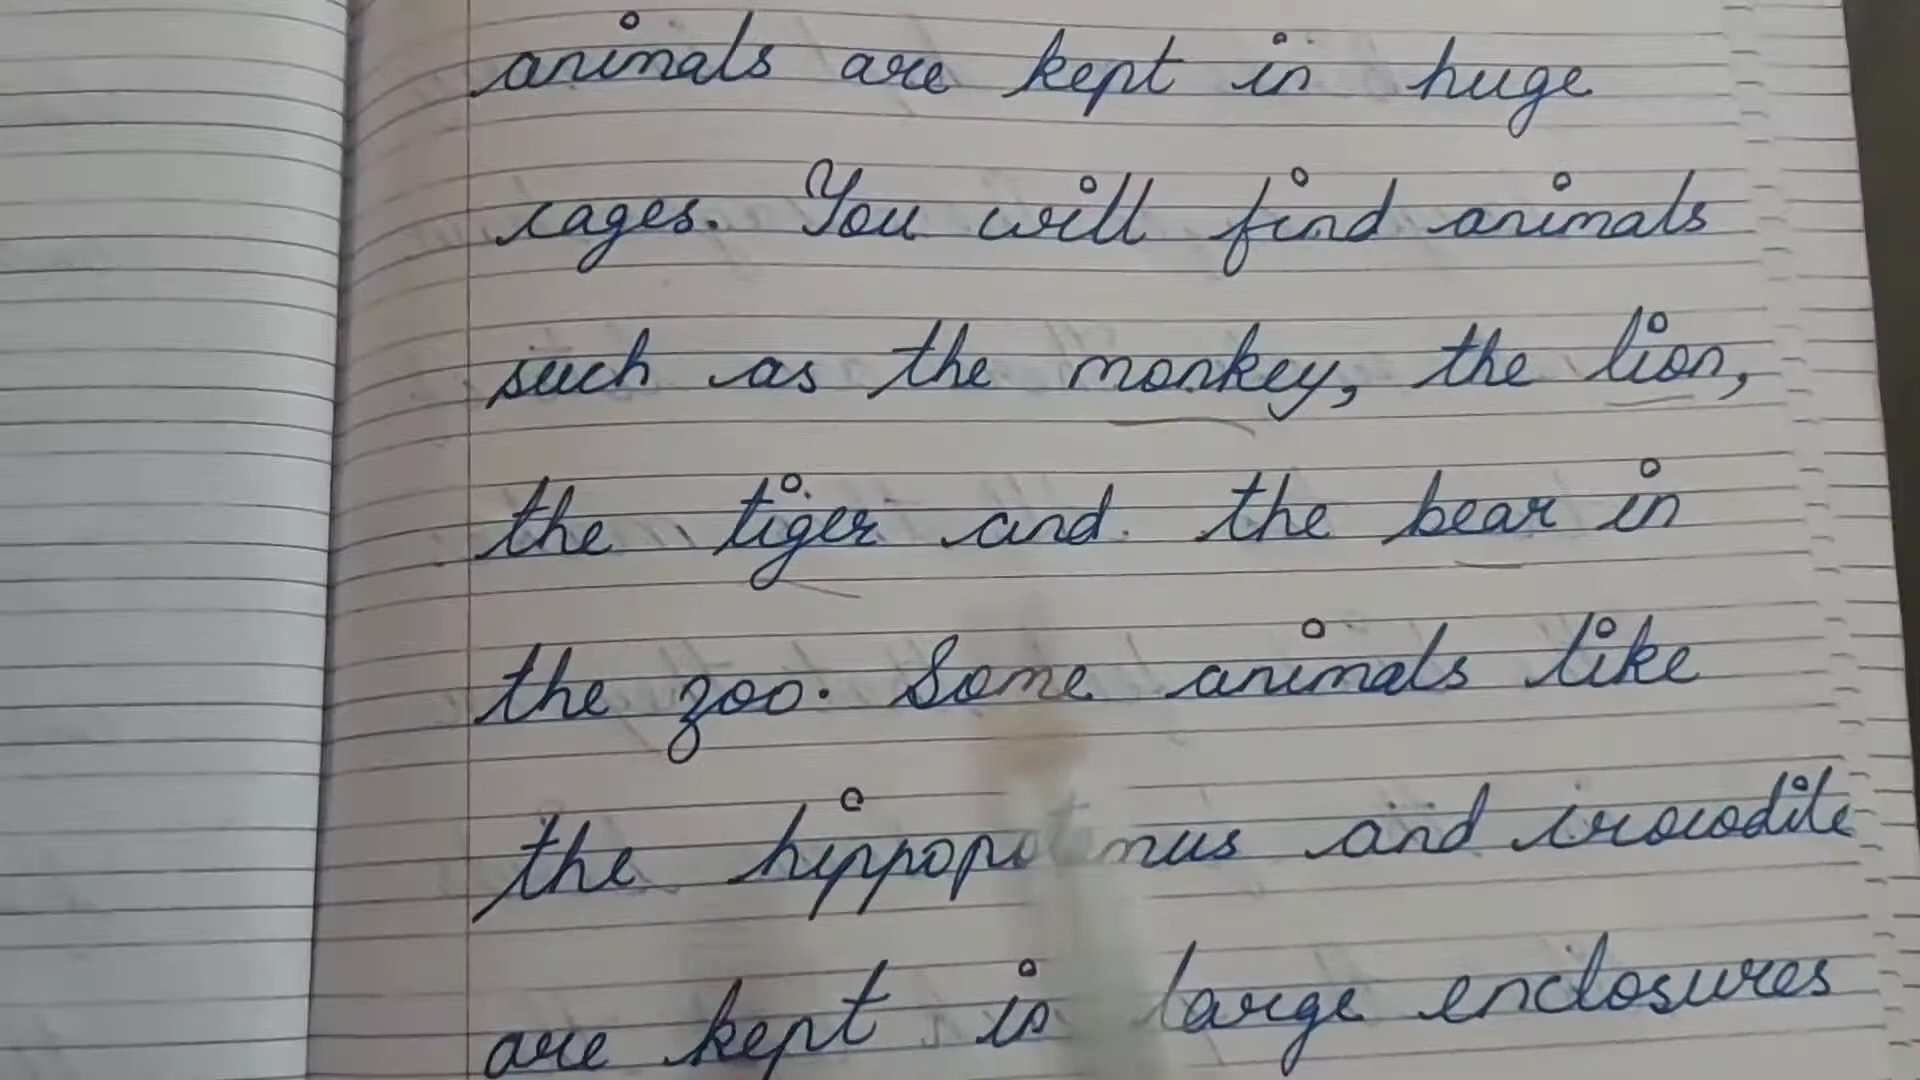 animals are kept in huge
cages. You will find animals
such as the monkey, the lion,
the tiger and the bear in
the zoo. Some animals like
the hippopotamus and crocodile
are kept in large enclosures